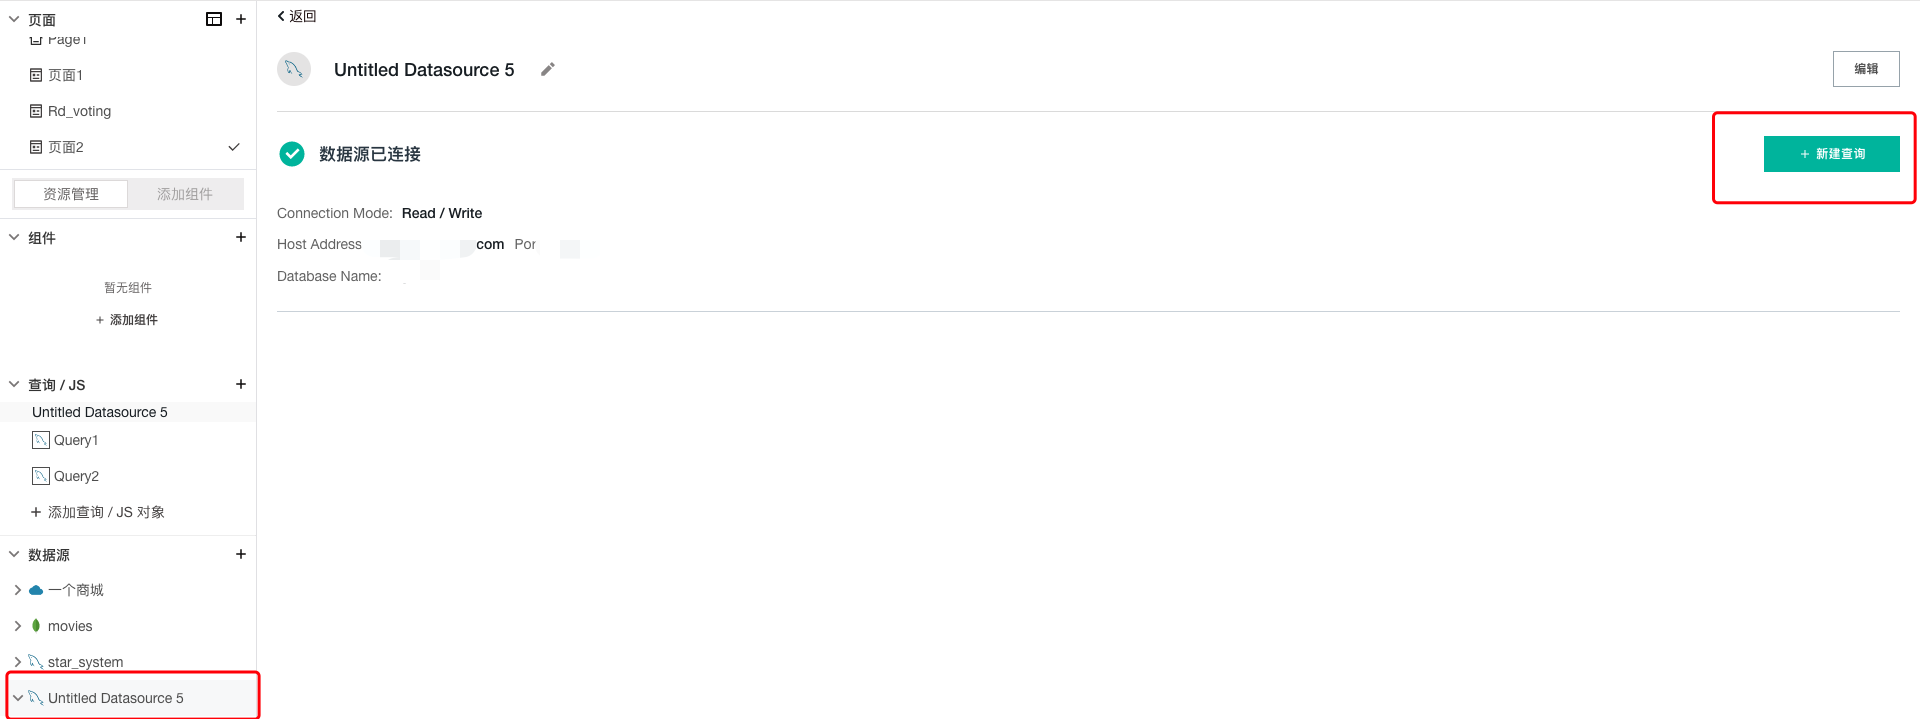 页面
Page1
页面1
Rd_voting
页面2
资源管理
添加组件
组件
暂无组件
+ 添加组件
查询 / JS
Untitled Datasource 5
Query1
Query2
+ 添加查询 / JS 对象
数据源
一个商城
movies
star_system
Untitled Datasource 5
返回
Untitled Datasource 5
编辑
数据源已连接
+ 新建查询
Connection Mode: Read / Write
Host Address com Por
Database Name: